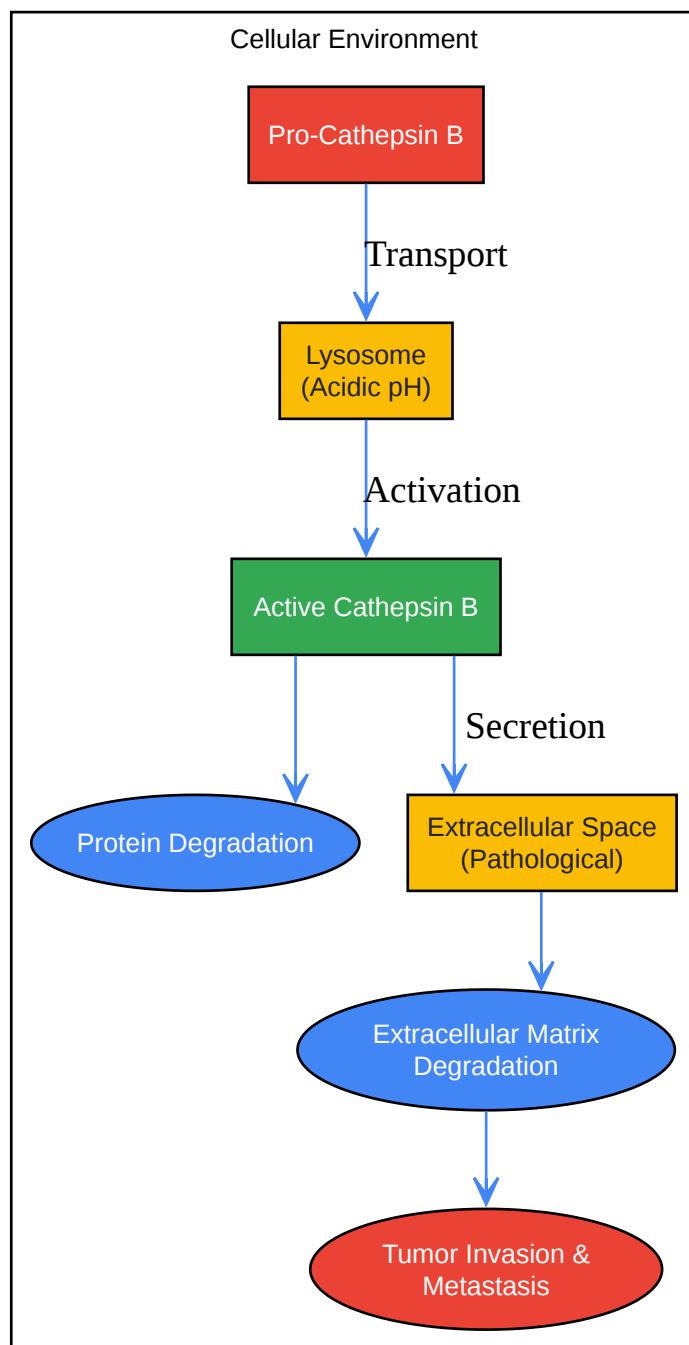 Cellular Environment
Pro-Cathepsin B
Transport
Lysosome
(Acidic pH)
Activation
Active Cathepsin B
Secretion
Protein Degradation
Extracellular Space
(Pathological)
Extracellular Matrix
Degradation
Tumor Invasion &
Metastasis